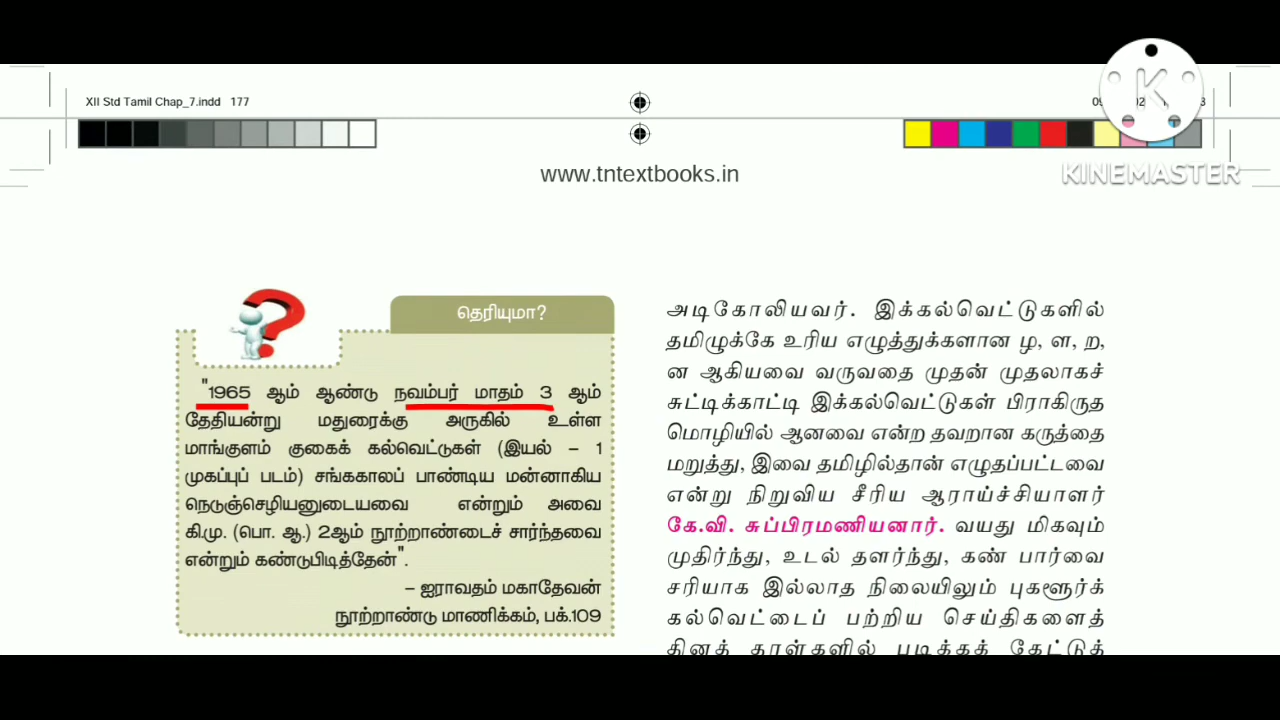 XII Std Tamil Chap_7.indd 177
KINEMASTER
www.tntextbooks.in
தெரியுமா?
"1965 ஆம் ஆண்டு நவம்பர் மாதம் 3 ஆம்
தேதியன்று மதுரைக்கு அருகில் உள்ள
மாங்குளம் குகைக் கல்வெட்டுகள் (இயல் – 1
முகப்புப் படம்) சங்ககாலப் பாண்டிய மன்னாகிய
நெடுஞ்செழியனுடையவை என்றும் அவை
கி.மு. (பொ. ஆ.) 2ஆம் நூற்றாண்டைச் சார்ந்தவை
என்றும் கண்டுபிடித்தேன்".
– ஐராவதம் மகாதேவன்
நூற்றாண்டு மாணிக்கம், பக்.109
அடிகோலியவர். இக்கல்வெட்டுகளில்
தமிழுக்கே உரிய எழுத்துக்களான ழ, ள, ற,
ன ஆகியவை வருவதை முதன் முதலாகச்
சுட்டிக்காட்டி இக்கல்வெட்டுகள் பிராகிருத
மொழியில் ஆனவை என்ற தவறான கருத்தை
மறுத்து, இவை தமிழில்தான் எழுதப்பட்டவை
என்று நிறுவிய சீரிய ஆராய்ச்சியாளர்
கே.வி. சுப்பிரமணியனார். வயது மிகவும்
முதிர்ந்து, உடல் தளர்ந்து, கண் பார்வை
சரியாக இல்லாத நிலையிலும் புகளூர்க்
கல்வெட்டைப் பற்றிய செய்திகளைத்
தினத் தாள்களில் படிக்கக் கேட்டுத்